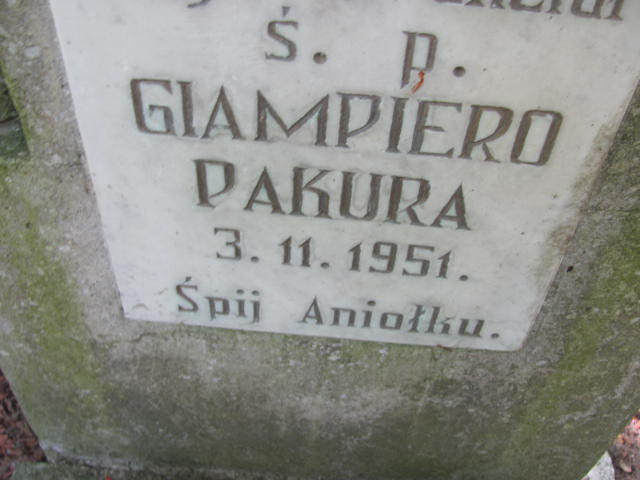 Ś. p.
GIAMPIERO
PAKURA
3. 11. 1951.
Śpij Aniołku.